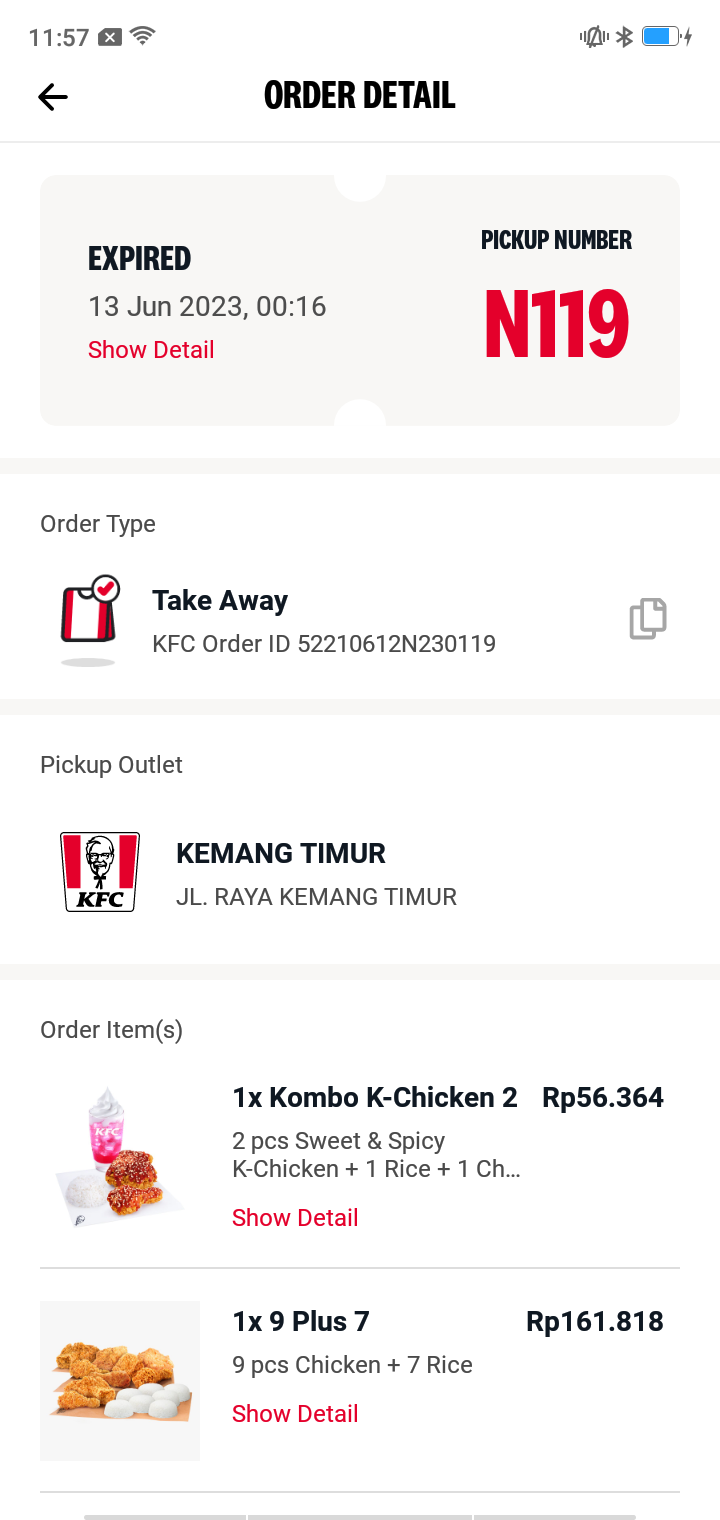 11:57
ORDER DETAIL
EXPIRED
13 Jun 2023, 00:16
Show Detail
PICKUP NUMBER
N119
Order Type
Take Away
KFC Order ID 52210612N230119
Pickup Outlet
KFC
KEMANG TIMUR
JL. RAYA KEMANG TIMUR
Order Item(s)
KFC
1x Kombo K-Chicken 2 Rp56.364
2 pcs Sweet & Spicy
K-Chicken + 1 Rice + 1 Ch...
Show Detail
1x 9 Plus 7 Rp161.818
9 pcs Chicken + 7 Rice
Show Detail